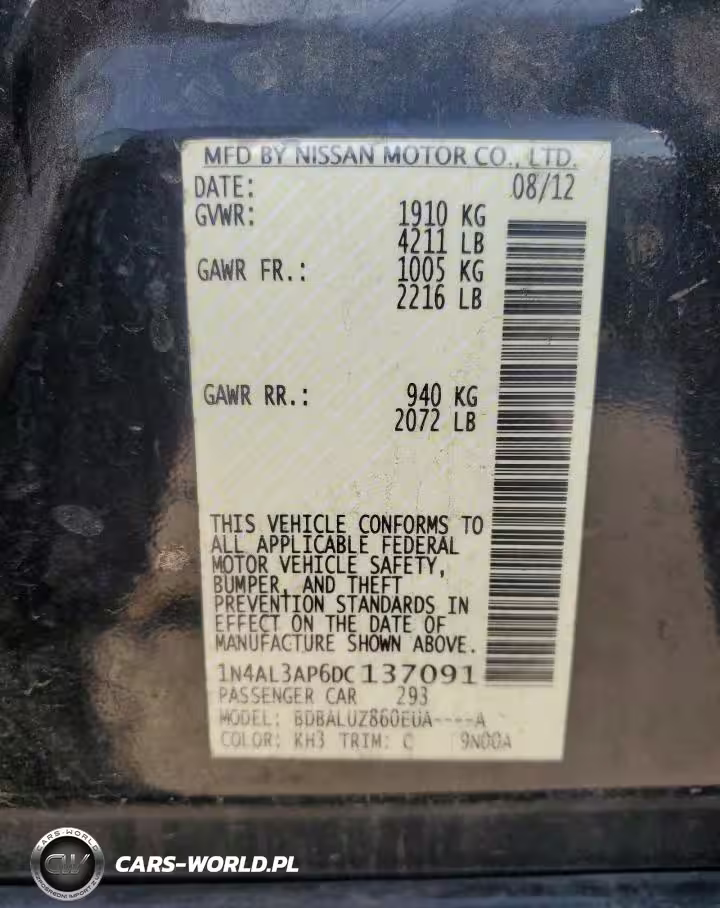 MFD BY NISSAN MOTOR CO., LTD.
DATE: 08/12
GVWR: 1910 KG
4211 LB
GAWR FR.: 1005 KG
2216 LB
GAWR RR.: 940 KG
2072 LB
THIS VEHICLE CONFORMS TO
ALL APPLICABLE FEDERAL
MOTOR VEHICLE SAFETY,
BUMPER, AND THEFT
PREVENTION STANDARDS IN
EFFECT ON THE DATE OF
MANUFACTURE SHOWN ABOVE.
1N4AL3AP6DC137091
PASSENGER CAR 293
MODEL: BDBALUZ860EUA----A
COLOR: KH3 TRIM: C 9N00A
CARS-WORLD
CW
CARS-WORLD.PL